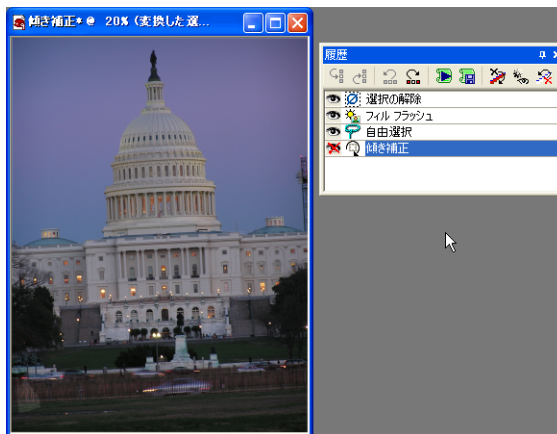 傾き補正* @ 20% (変換した選...
履歴
選択の解除
フィル フラッシュ
自由選択
傾き補正